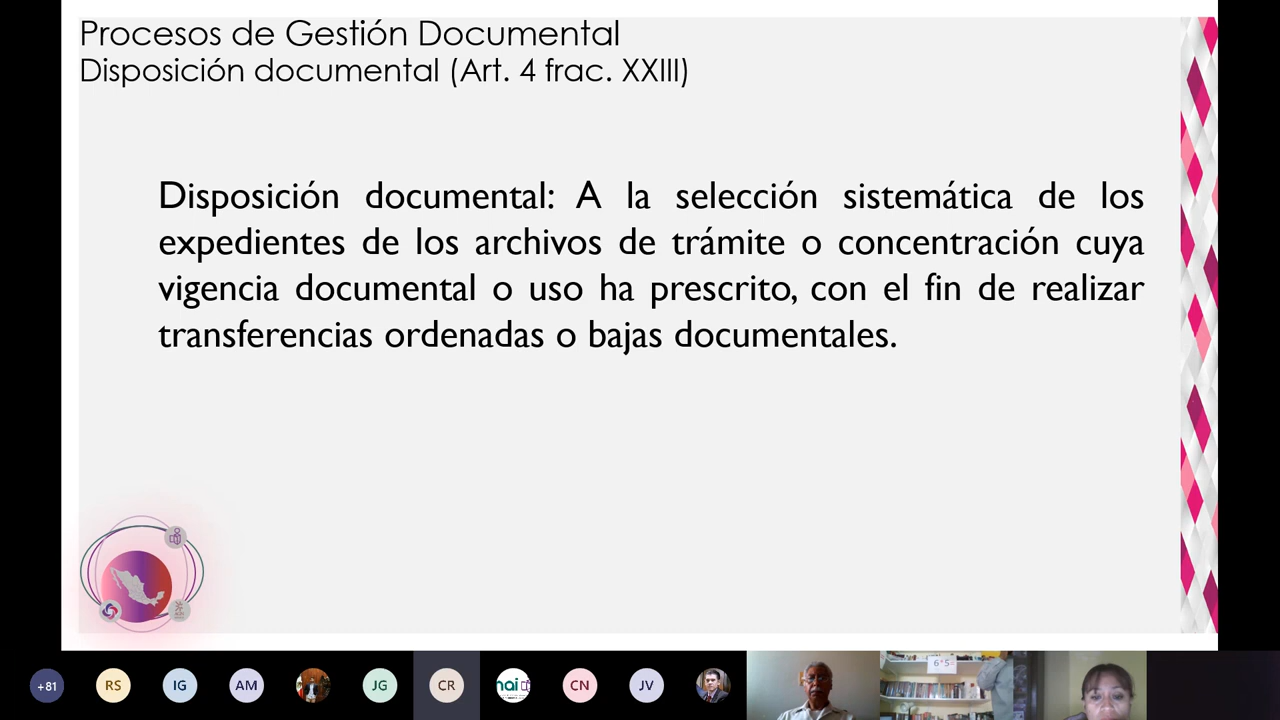 Procesos de Gestión Documental
Disposición documental (Art. 4 frac. XXIII)
Disposición documental: A la selección sistemática de los
expedientes de los archivos de trámite o concentración cuya
vigencia documental o uso ha prescrito, con el fin de realizar
transferencias ordenadas o bajas documentales.
+81
RS
IG
AM
JG
CR
nai
CN
JV